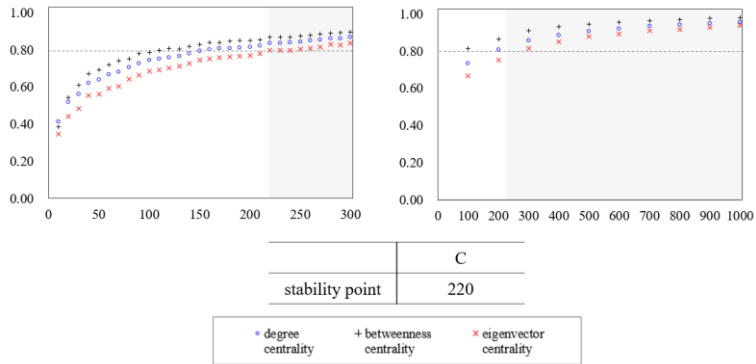 1.00
0.80
0.60
0.40
0.20
0.00
0 50 100 150 200 250 300
1.00
0.80
0.60
0.40
0.20
0.00
0 100 200 300 400 500 600 700 800 900 1000
C
stability point 220
degree centrality
betweenness centrality
eigenvector centrality